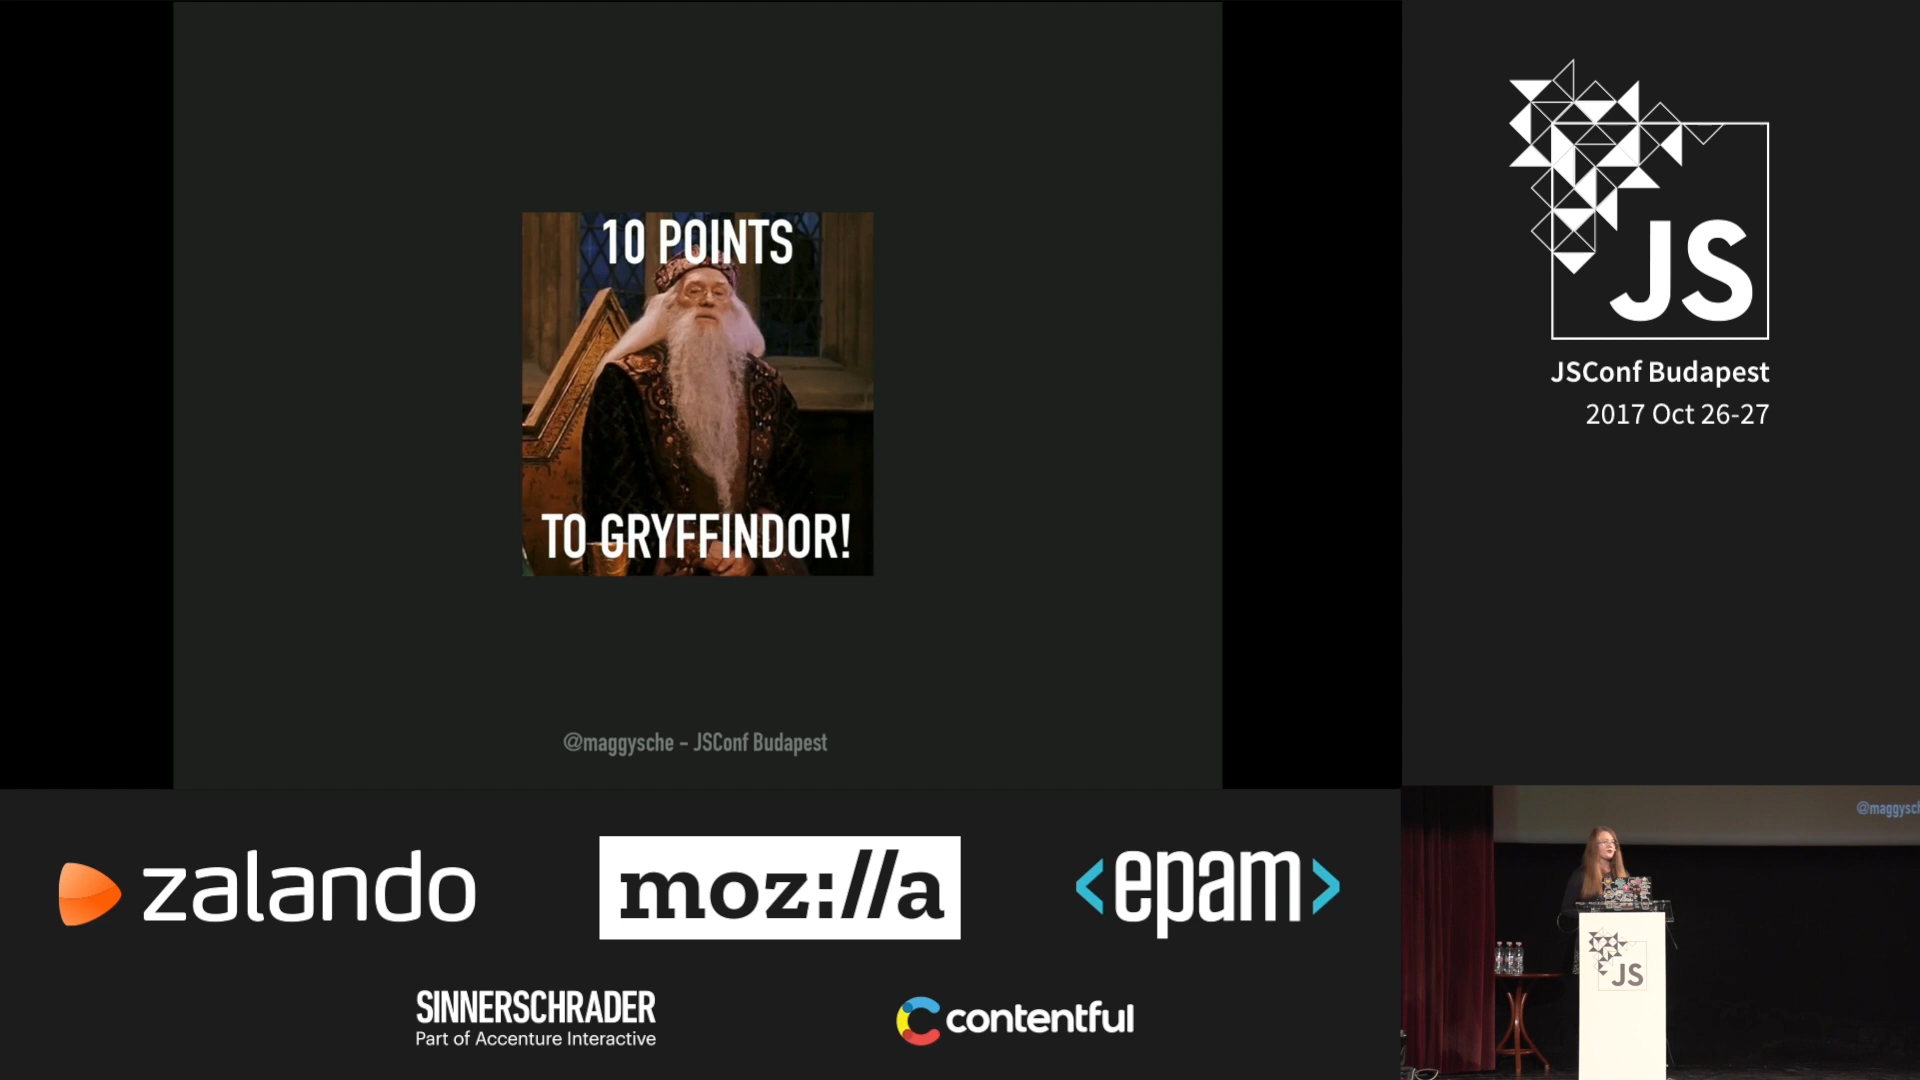 10 POINTS
TO GRYFFINDOR!
@maggysche - JSConf Budapest
JS
JSConf Budapest
2017 Oct 26-27
zalando
moz://a
<epam>
SINNERSCHRADER
Part of Accenture Interactive
contentful
@maggysch
JS